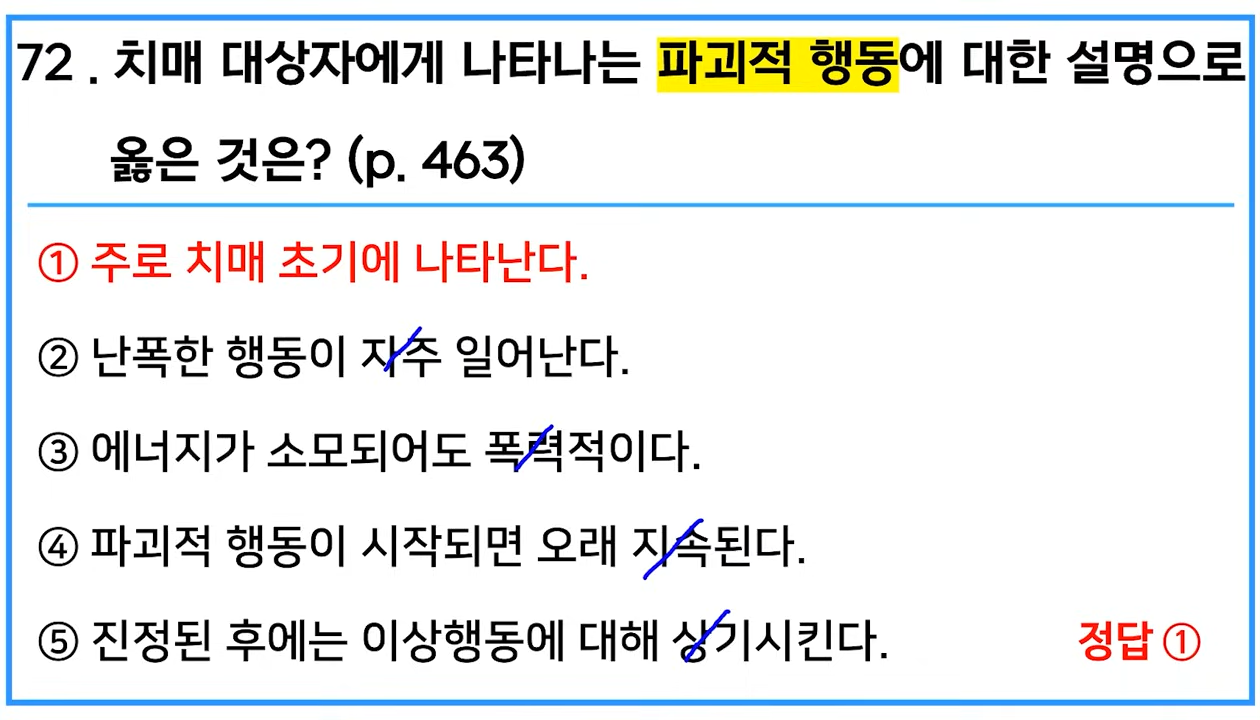 72 . 치매 대상자에게 나타나는 파괴적 행동에 대한 설명으로
옳은 것은? (p. 463)
① 주로 치매 초기에 나타난다.
② 난폭한 행동이 자주 일어난다.
③ 에너지가 소모되어도 폭력적이다.
④ 파괴적 행동이 시작되면 오래 지속된다.
⑤ 진정된 후에는 이상행동에 대해 상기시킨다.
정답 ①